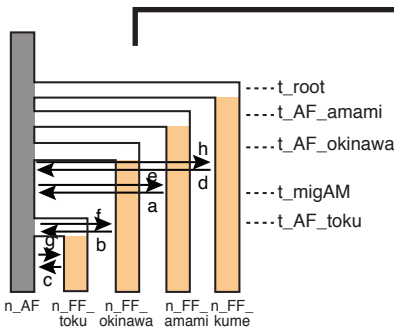 t_root
t_AF_amami
h
t_AF_okinawa
e
d
a
t_migAM
f
t_AF_toku
b
g
c
n_AF
n_FF_
toku
n_FF_
okinawa
n_FF_
amami
n_FF_
kume